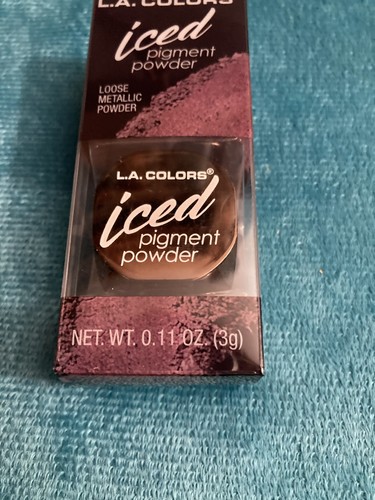 L.A. COLORS
iced
pigment
powder
LOOSE
METALLIC
POWDER
L.A. COLORS®
iced
pigment
powder
NET. WT. 0.11 OZ. (3g)